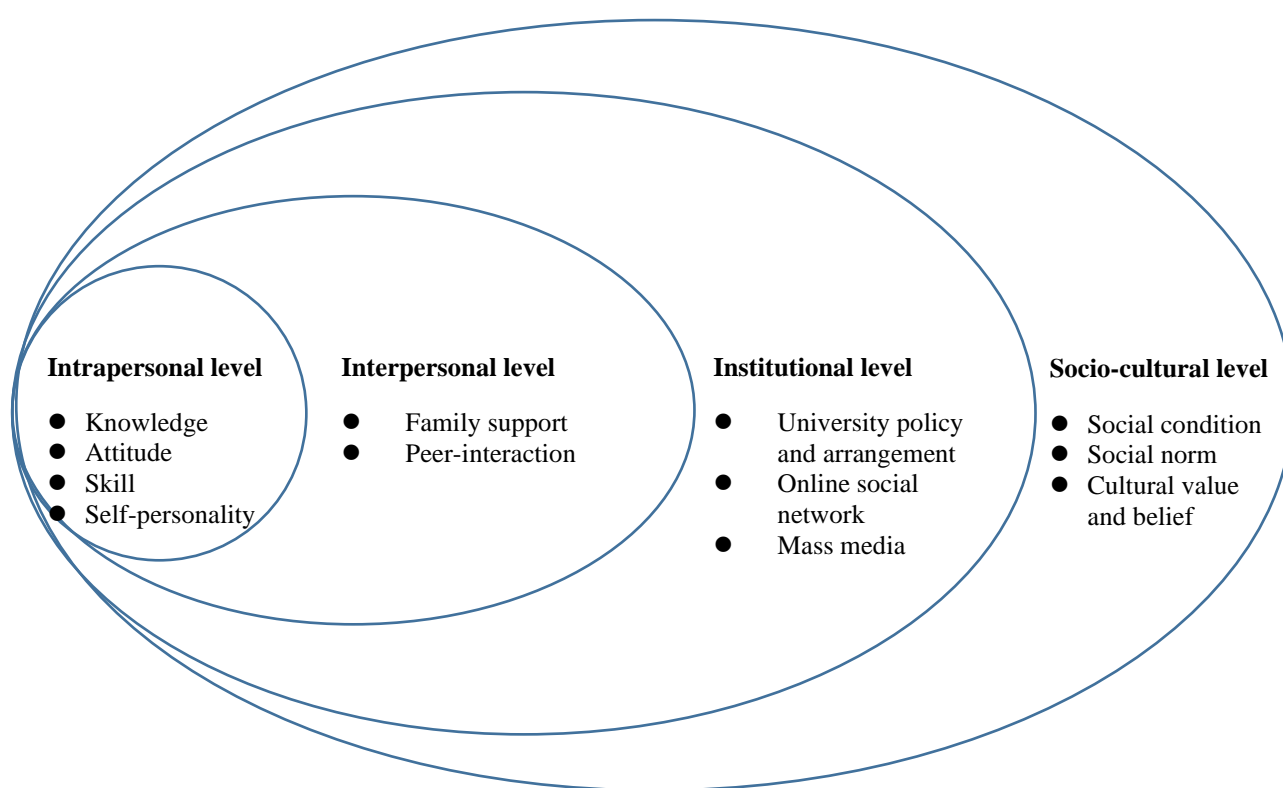 Intrapersonal level
● Knowledge
● Attitude
● Skill
● Self-personality
Interpersonal level
● Family support
● Peer-interaction
Institutional level
● University policy
and arrangement
● Online social
network
● Mass media
Socio-cultural level
● Social condition
● Social norm
● Cultural value
and belief